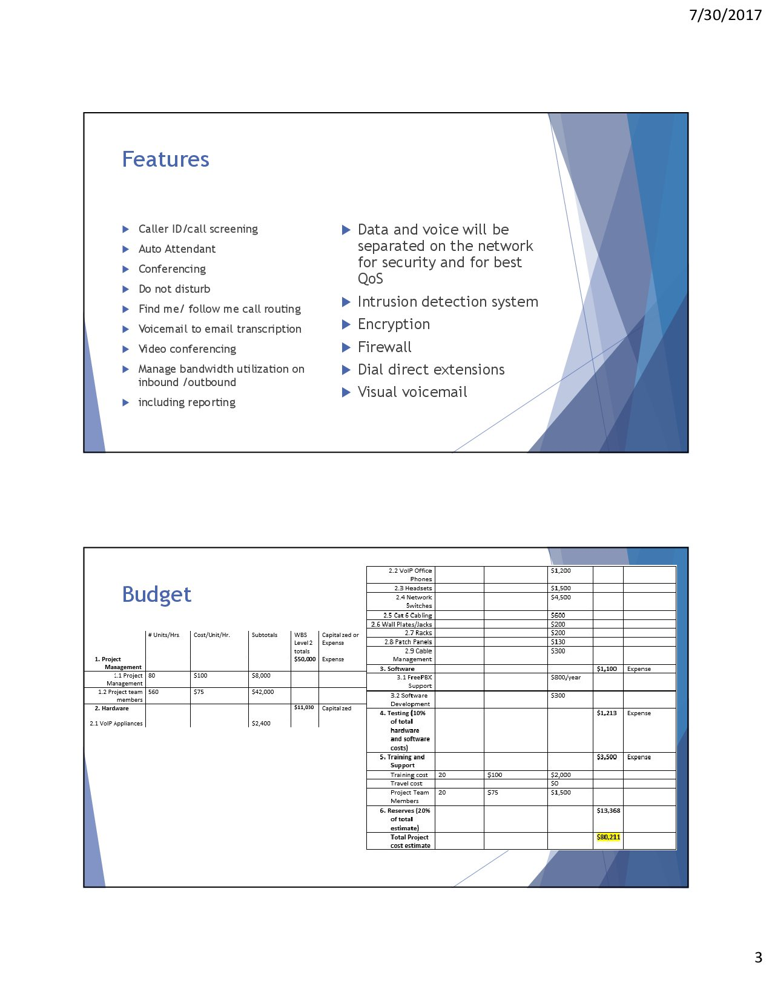 7/30/2017
Features
Caller ID/call screening
Auto Attendant
Conferencing
Do not disturb
Find me/ follow me call routing
Voicemail to email transcription
Video conferencing
Manage bandwidth utilization on
inbound /outbound
including reporting
Data and voice will be
separated on the network
for security and for best
QoS
Intrusion detection system
Encryption
Firewall
Dial direct extensions
Visual voicemail
Budget
# Units/Hrs. Cost/Unit/Hr. Subtotals WBS Capitalized or
Level 2 Expense
totals
1. Project $50,000 Expense
Management
1.1 Project 80 $100 $8,000
Management
1.2 Project team 560 $75 $42,000
members
2. Hardware $11,030 Capitalized
2.1 VoIP Appliances $2,400
2.2 VoIP Office $1,200
Phones
2.3 Headsets $1,500
2.4 Network $4,500
Switches
2.5 Cat 6 Cabling $600
2.6 Wall Plates/Jacks $200
2.7 Racks $200
2.8 Patch Panels $130
2.9 Cable $300
Management
3. Software $1,100 Expense
3.1 FreePBX $800/year
Support
3.2 Software $300
Development
4. Testing (10% $1,213 Expense
of total
hardware
and software
costs)
5. Training and $3,500 Expense
Support
Training cost 20 $100 $2,000
Travel cost $0
Project Team 20 $75 $1,500
Members
6. Reserves (20% $13,368
of total
estimate)
Total Project $80,211
cost estimate
3